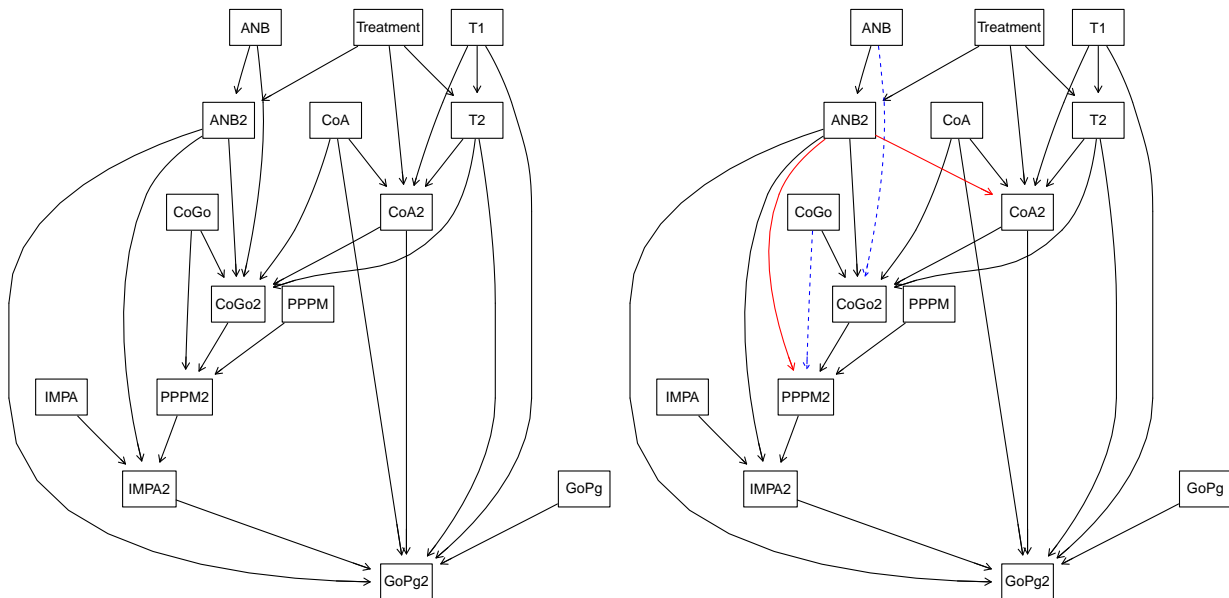 ANB
Treatment
T1
ANB2
CoA
T2
CoGo
CoA2
CoGo2
PPPM
IMPA
PPPM2
IMPA2
GoPg
GoPg2
ANB
Treatment
T1
ANB2
CoA
T2
CoGo
CoA2
CoGo2
PPPM
IMPA
PPPM2
IMPA2
GoPg
GoPg2